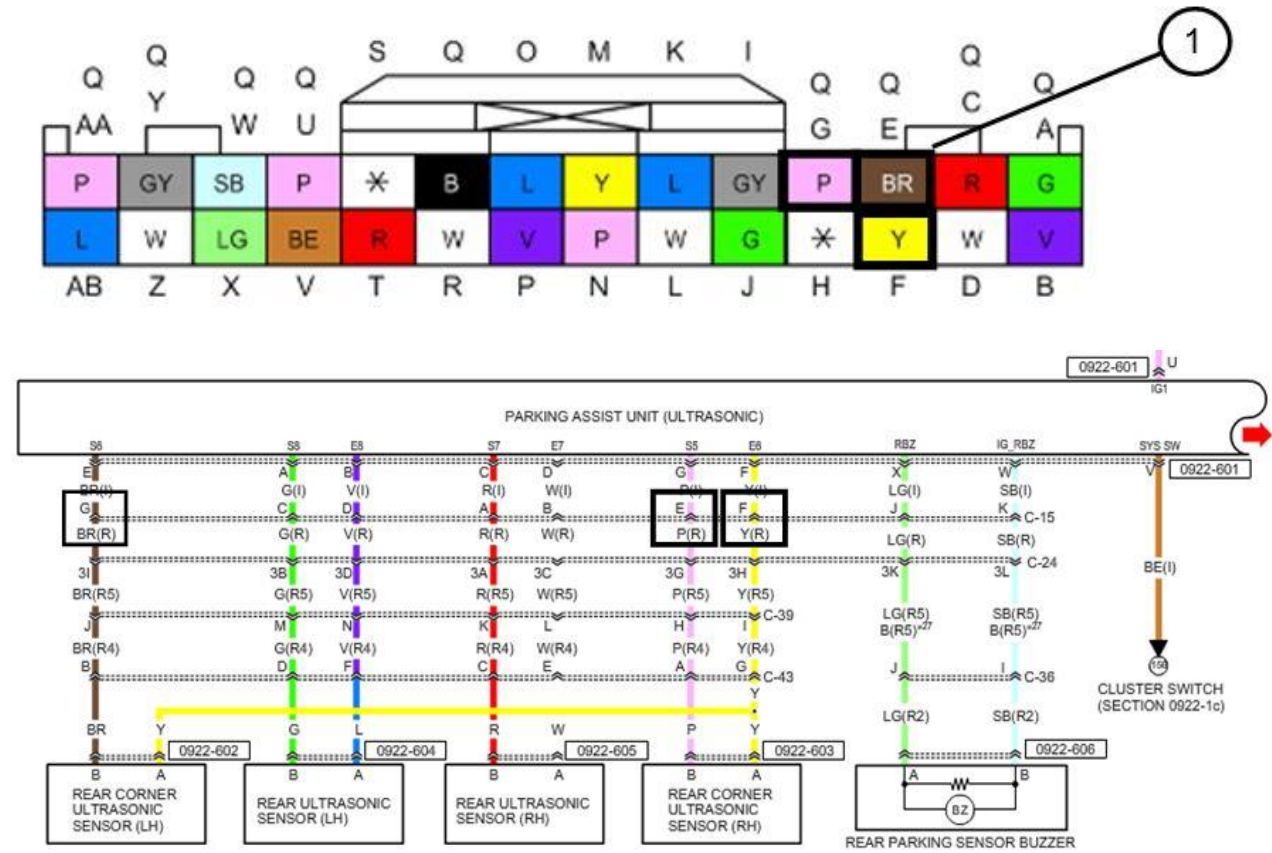 1
S Q O M K I
Q Q Q Q Q Q Q Q
AA Y W U G E C A
P GY SB P * B L Y L GY P BR R G
L W LG BE R W V P W G * Y W V
AB Z X V T R P N L J H F D B
0922-601 U
IG1
PARKING ASSIST UNIT (ULTRASONIC)
S6 S8 E8 S7 E7 S5 E6 RBZ IG_RBZ SYS SW
E A B C D G F X W V 0922-601
BR(I) G(I) V(I) R(I) W(I) P(I) Y(I) LG(I) SB(I)
G C D A B E F J K C-15
BR(R) G(R) V(R) R(R) W(R) P(R) Y(R) LG(R) SB(R)
C-24
3I 3B 3D 3A 3C 3G 3H 3K 3L BE(I)
BR(R5) G(R5) V(R5) R(R5) W(R5) P(R5) Y(R5) LG(R5) SB(R5)
C-39
B(R5)*27 B(R5)*27
J M N K L H I
BR(R4) G(R4) V(R4) R(R4) W(R4) P(R4) Y(R4)
B D F C E A G C-43 J I C-36
150
CLUSTER SWITCH
(SECTION 0922-1c)
Y
LG(R2) SB(R2)
BR Y G L R W P Y
0922-602 0922-604 0922-605 0922-603 0922-606
B A B A B A B A A B
REAR CORNER
ULTRASONIC
SENSOR (LH)
REAR ULTRASONIC
SENSOR (LH)
REAR ULTRASONIC
SENSOR (RH)
REAR CORNER
ULTRASONIC
SENSOR (RH)
BZ
REAR PARKING SENSOR BUZZER